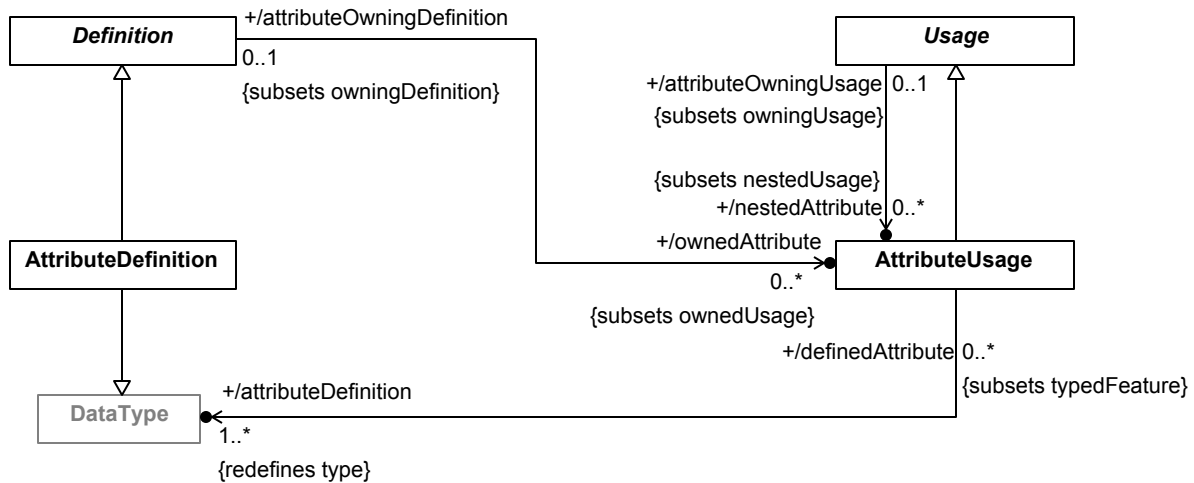 +/attributeOwningDefinition
Definition
Usage
0..1
{subsets owningDefinition}
+/attributeOwningUsage 0..1
{subsets owningUsage}
{subsets nestedUsage}
+/nestedAttribute 0..*
+/ownedAttribute
AttributeDefinition
AttributeUsage
0..*
{subsets ownedUsage}
+/definedAttribute 0..*
{subsets typedFeature}
+/attributeDefinition
DataType
1..*
{redefines type}